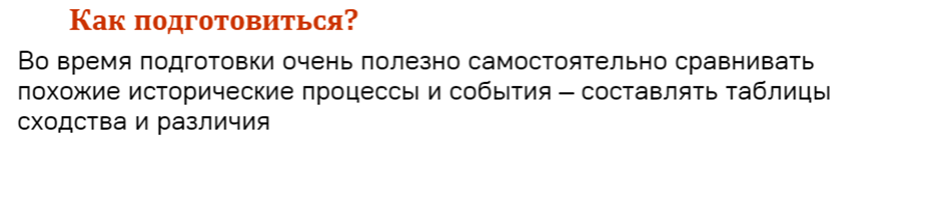 Как подготовиться?
Во время подготовки очень полезно самостоятельно сравнивать
похожие исторические процессы и события – составлять таблицы
сходства и различия